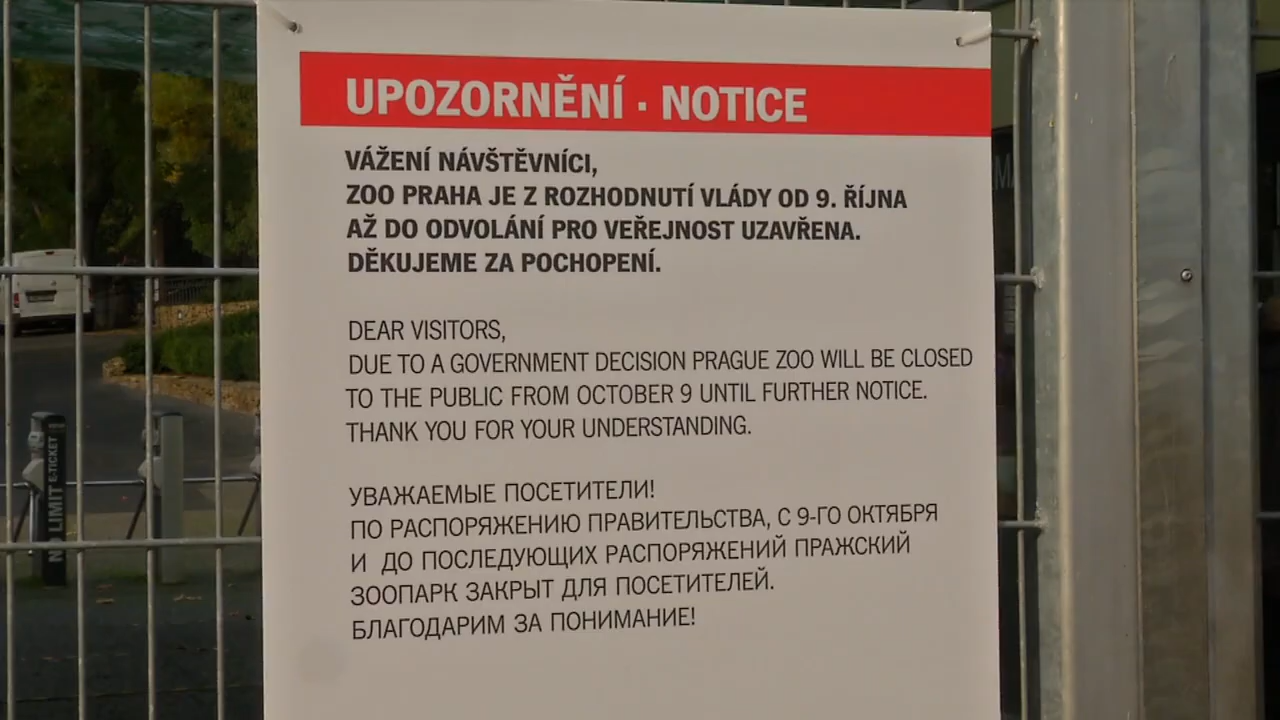 UPOZORNĚNÍ · NOTICE
VÁŽENÍ NÁVŠTĚVNÍCI,
ZOO PRAHA JE Z ROZHODNUTÍ VLÁDY OD 9. ŘÍJNA
AŽ DO ODVOLÁNÍ PRO VEŘEJNOST UZAVŘENA.
DĚKUJEME ZA POCHOPENÍ.
DEAR VISITORS,
DUE TO A GOVERNMENT DECISION PRAGUE ZOO WILL BE CLOSED
TO THE PUBLIC FROM OCTOBER 9 UNTIL FURTHER NOTICE.
THANK YOU FOR YOUR UNDERSTANDING.
УВАЖАЕМЫЕ ПОСЕТИТЕЛИ!
ПО РАСПОРЯЖЕНИЮ ПРАВИТЕЛЬСТВА, С 9-ГО ОКТЯБРЯ
И ДО ПОСЛЕДУЮЩИХ РАСПОРЯЖЕНИЙ ПРАЖСКИЙ
ЗООПАРК ЗАКРЫТ ДЛЯ ПОСЕТИТЕЛЕЙ.
БЛАГОДАРИМ ЗА ПОНИМАНИЕ!
NO LIMIT E-TICKET